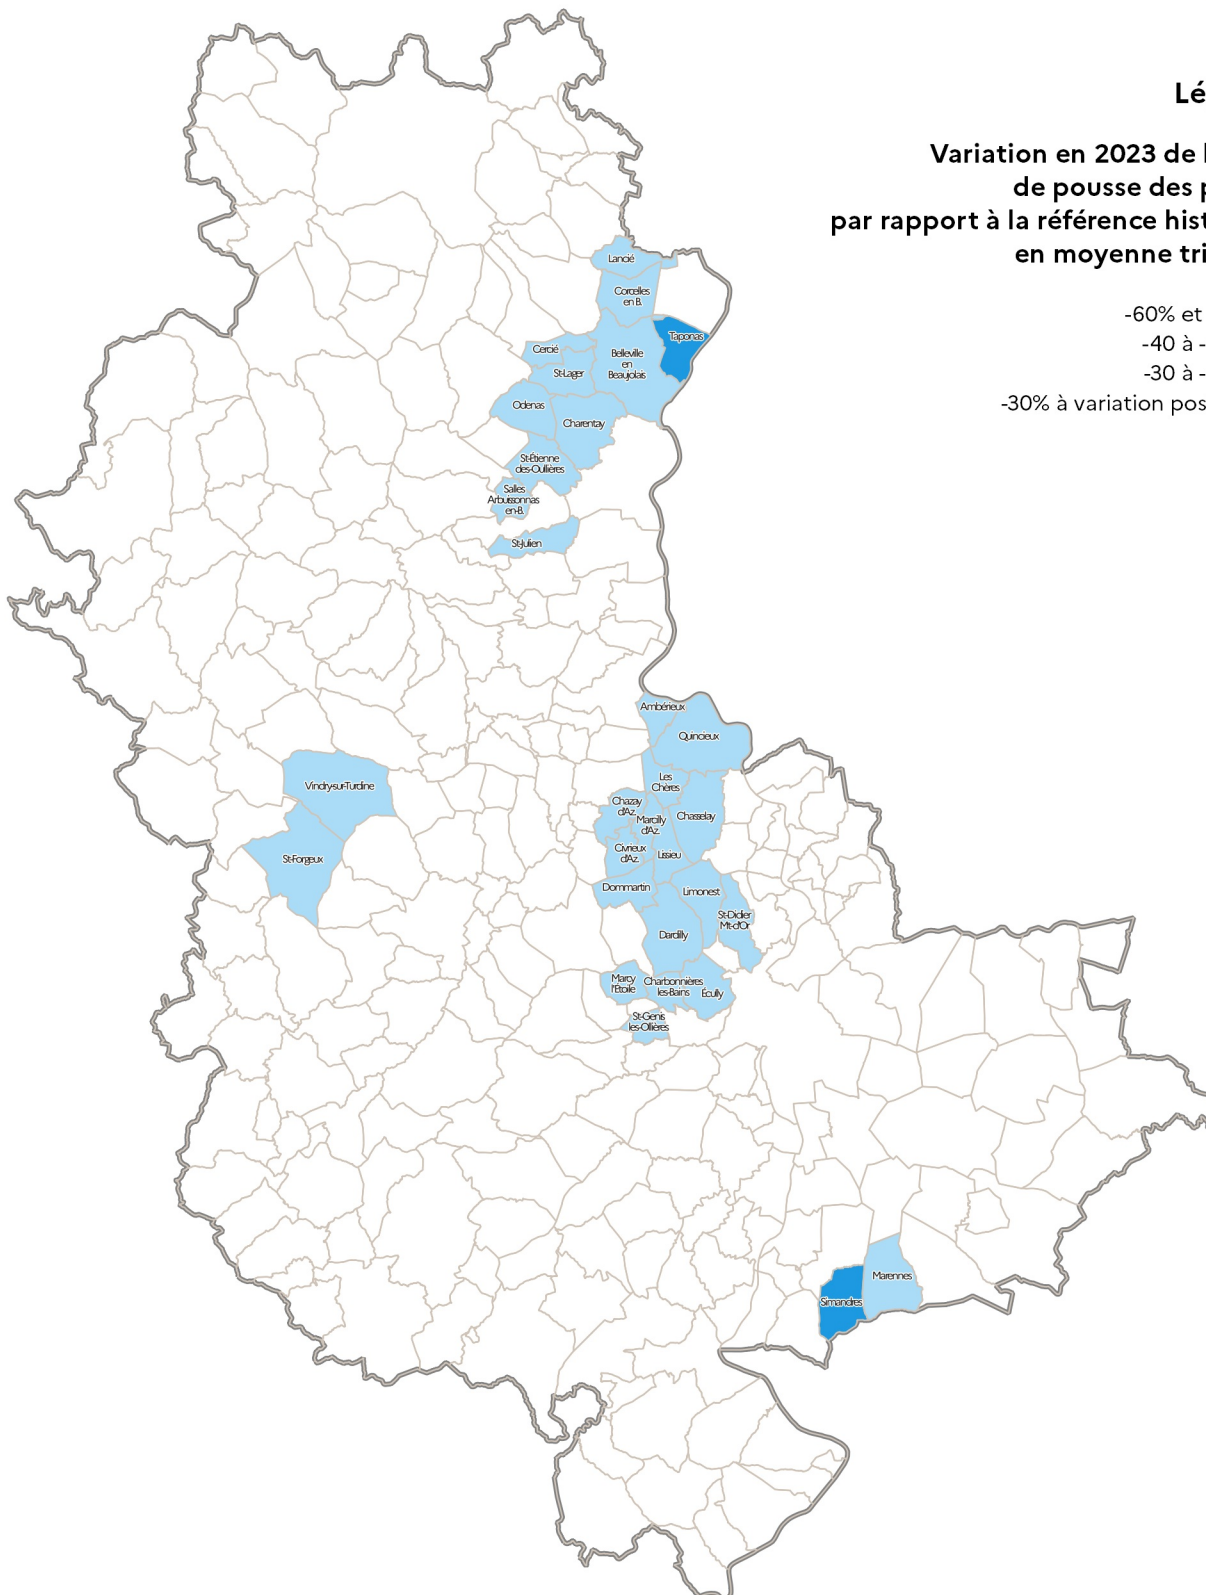 Lé
Variation en 2023 de l
de pousse des p
par rapport à la référence hist
en moyenne tri
-60% et
-40 à -
-30 à -
-30% à variation pos
Lancié
Corcelles
en B.
Taponas
Cercié
Belleville
en
Beaujolais
St-Lager
Odenas
Charentay
St-Étienne
des-Oullières
Salles
Arbuissonnas
en-B.
St-Julien
Ambérieux
Quincieux
Les
Chères
Vindry-sur-Turdine
Chazay
d'Az.
Marcilly
d'Az.
Chasselay
Civrieux
d'Az.
Lissieu
St-Forgeux
Dommartin
Limonest
St-Didier
Mt-d'Or
Dardilly
Marcy
l'Étoile
Charbonnières
les-Bains
Écully
St-Genis
les-Ollières
Marennes
Simandres